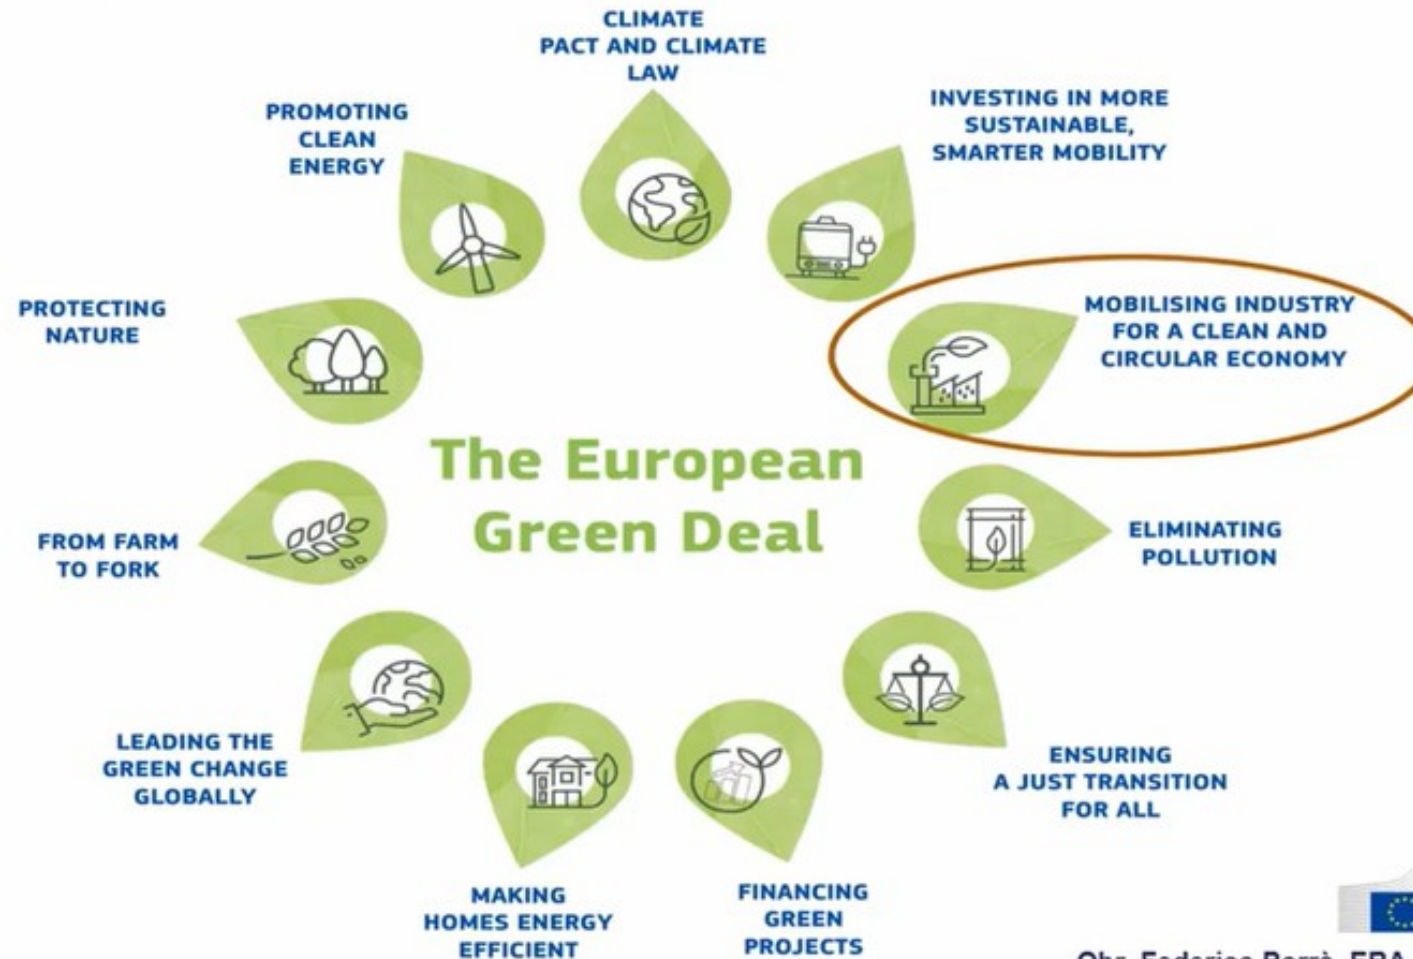 CLIMATE
PACT AND CLIMATE
LAW
INVESTING IN MORE
SUSTAINABLE,
SMARTER MOBILITY
PROMOTING
CLEAN
ENERGY
MOBILISING INDUSTRY
FOR A CLEAN AND
CIRCULAR ECONOMY
PROTECTING
NATURE
The European
Green Deal
ELIMINATING
POLLUTION
FROM FARM
TO FORK
LEADING THE
GREEN CHANGE
GLOBALLY
ENSURING
A JUST TRANSITION
FOR ALL
MAKING
HOMES ENERGY
EFFICIENT
FINANCING
GREEN
PROJECTS